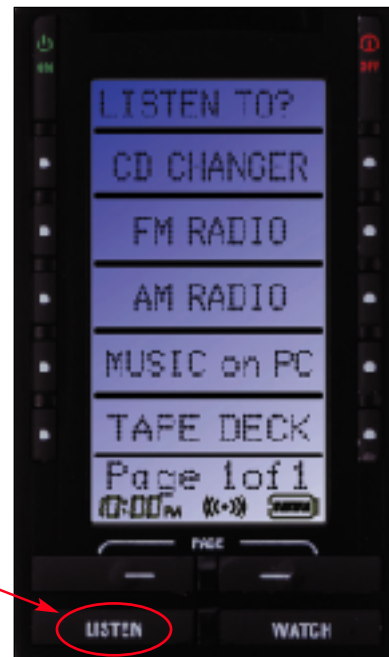 ON OFF
LISTEN TO?
CD CHANGER
FM RADIO
AM RADIO
MUSIC on PC
TAPE DECK
Page 1of1
10:00PM
PAGE
LISTEN WATCH